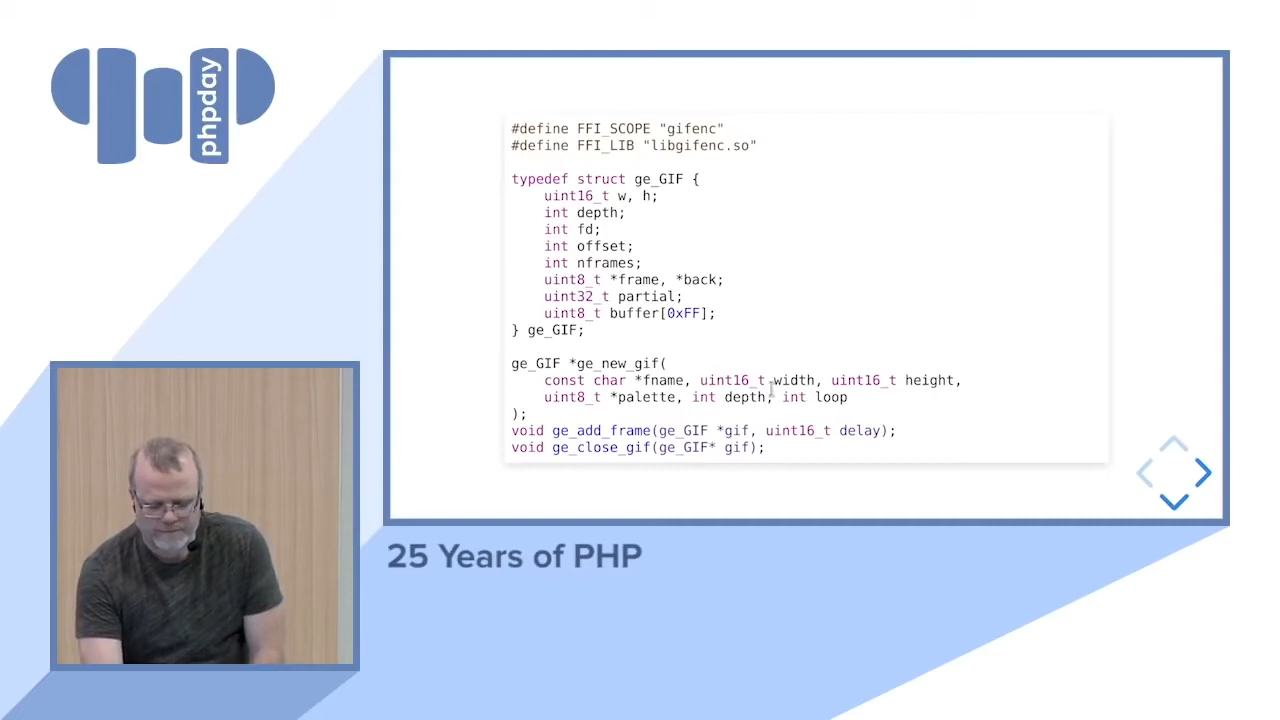 phpday
#define FFI_SCOPE "gifenc"
#define FFI_LIB "libgifenc.so"
typedef struct ge_GIF {
uint16_t w, h;
int depth;
int fd;
int offset;
int nframes;
uint8_t *frame, *back;
uint32_t partial;
uint8_t buffer[0xFF];
} ge_GIF;
ge_GIF *ge_new_gif(
const char *fname, uint16_t width, uint16_t height,
uint8_t *palette, int depth, int loop
);
void ge_add_frame(ge_GIF *gif, uint16_t delay);
void ge_close_gif(ge_GIF* gif);
25 Years of PHP